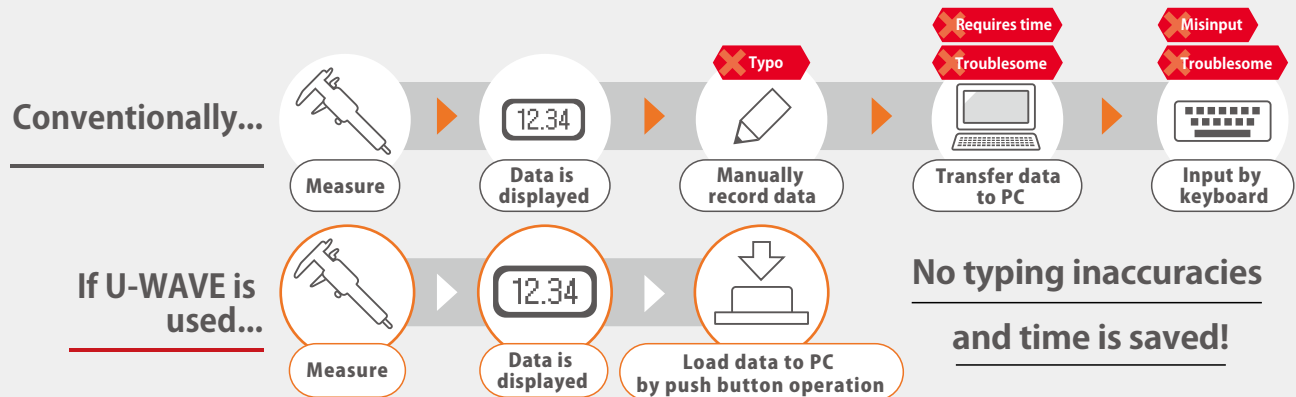 Requires time
Misinput
Typo
Troublesome
Troublesome
Conventionally...
12.34
Measure
Data is
displayed
Manually
record data
Transfer data
to PC
Input by
keyboard
If U-WAVE is
used...
12.34
No typing inaccuracies
and time is saved!
Measure
Data is
displayed
Load data to PC
by push button operation